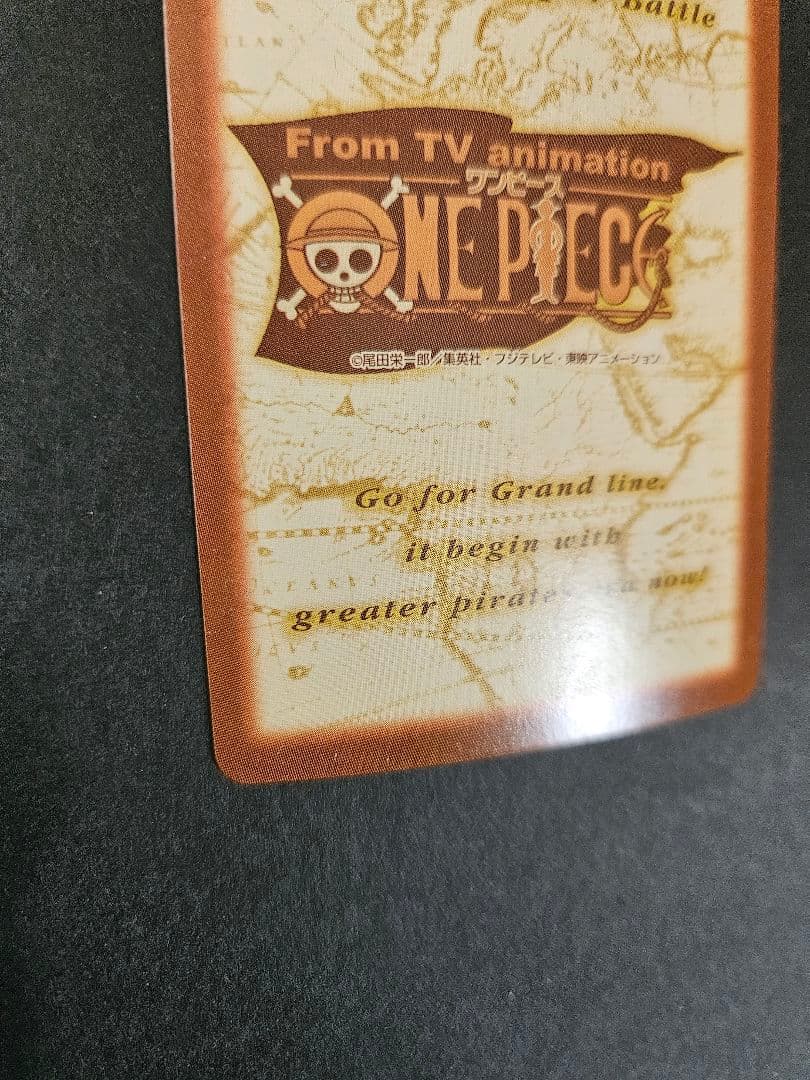 Battle
From TV animation
ワンピース
ONE PIECE
©尾田栄一郎／集英社・フジテレビ・東映アニメーション
Go for Grand line.
it begin with
greater pirates era now!